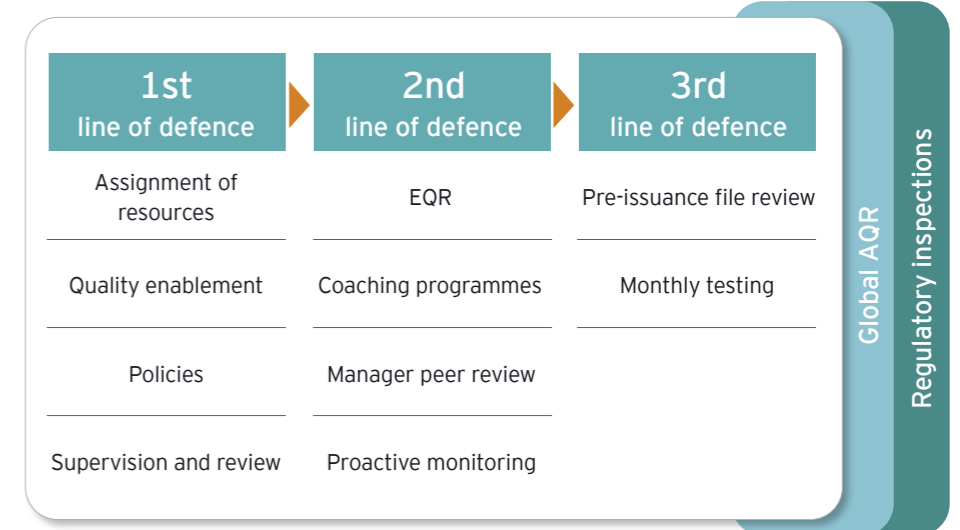 1st
line of defence
2nd
line of defence
3rd
line of defence
Assignment of
resources
Quality enablement
Policies
Supervision and review
EQR
Coaching programmes
Manager peer review
Proactive monitoring
Pre-issuance file review
Monthly testing
Global AQR
Regulatory inspections